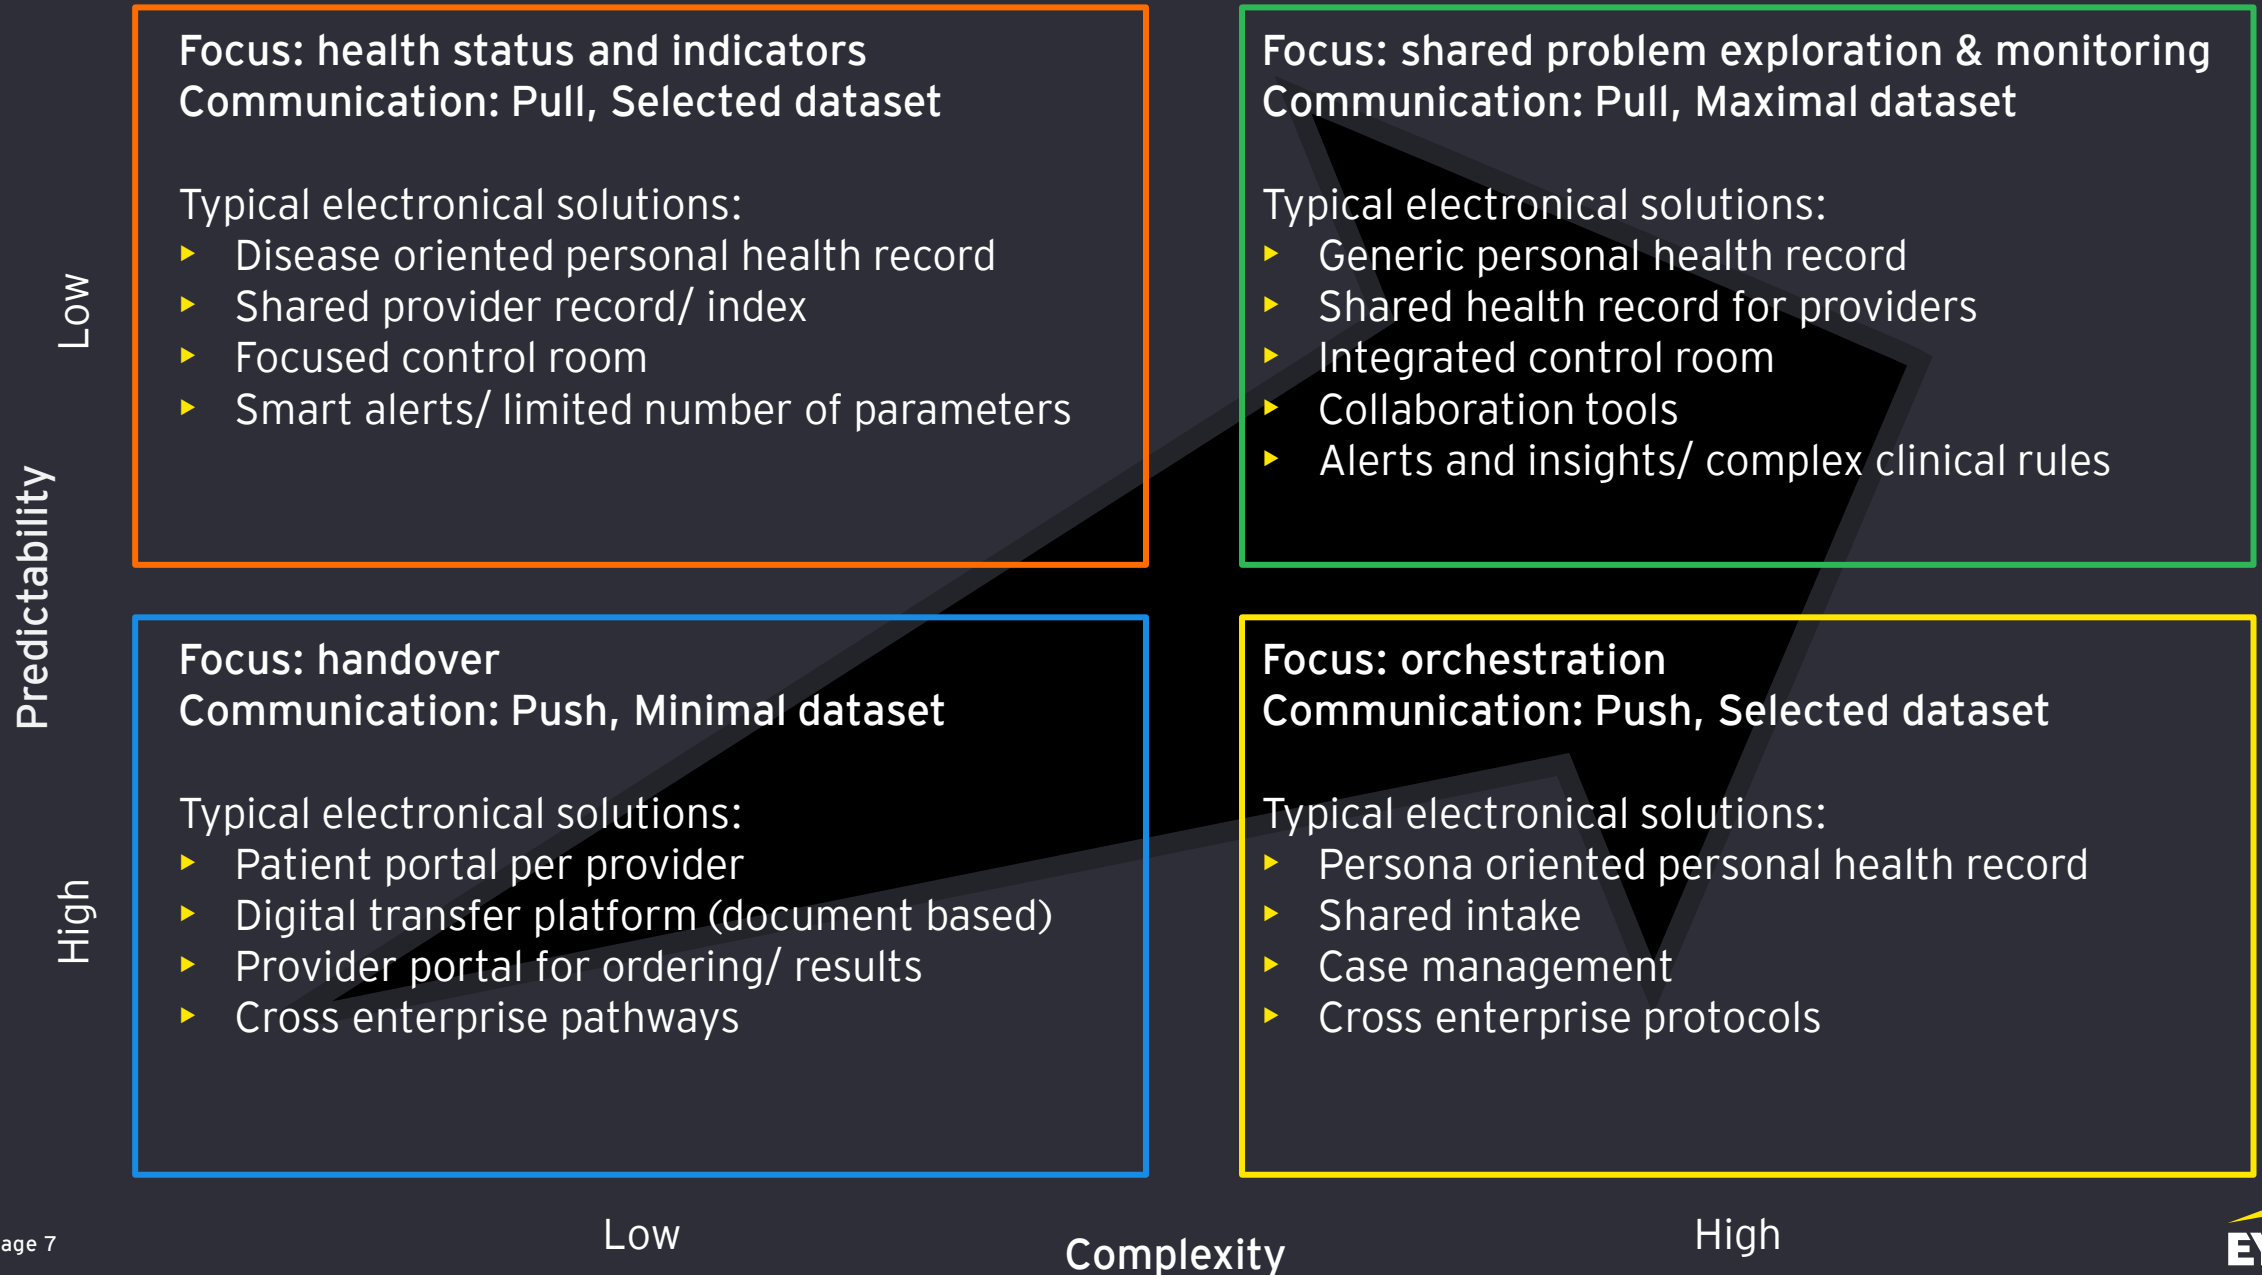 Focus: health status and indicators
Communication: Pull, Selected dataset
Typical electronical solutions:
▸ Disease oriented personal health record
▸ Shared provider record/ index
▸ Focused control room
▸ Smart alerts/ limited number of parameters
Focus: shared problem exploration & monitoring
Communication: Pull, Maximal dataset
Typical electronical solutions:
▸ Generic personal health record
▸ Shared health record for providers
▸ Integrated control room
▸ Collaboration tools
▸ Alerts and insights/ complex clinical rules
Low
Predictability
High
Focus: handover
Communication: Push, Minimal dataset
Typical electronical solutions:
▸ Patient portal per provider
▸ Digital transfer platform (document based)
▸ Provider portal for ordering/ results
▸ Cross enterprise pathways
Focus: orchestration
Communication: Push, Selected dataset
Typical electronical solutions:
▸ Persona oriented personal health record
▸ Shared intake
▸ Case management
▸ Cross enterprise protocols
Low
Complexity
High
age 7
EY